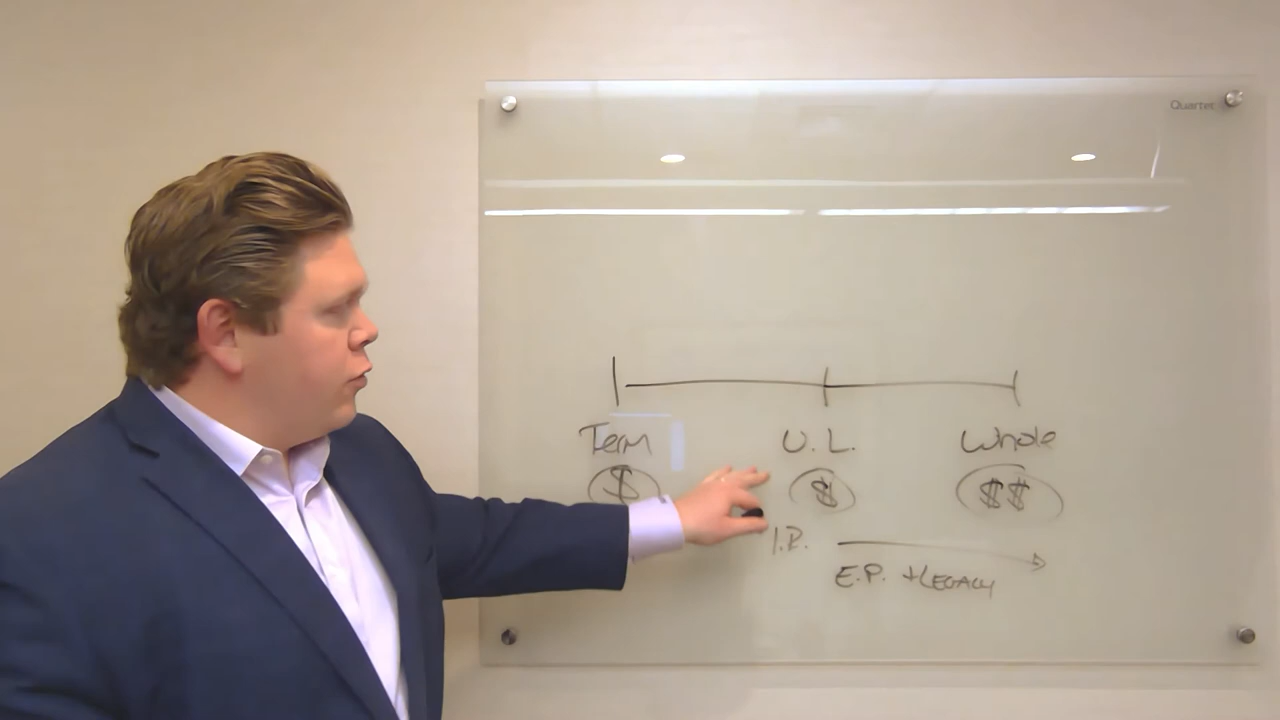 Quartet
Term U.L. Whole
$ $ $$
I.R.
E.P. + LEGACY